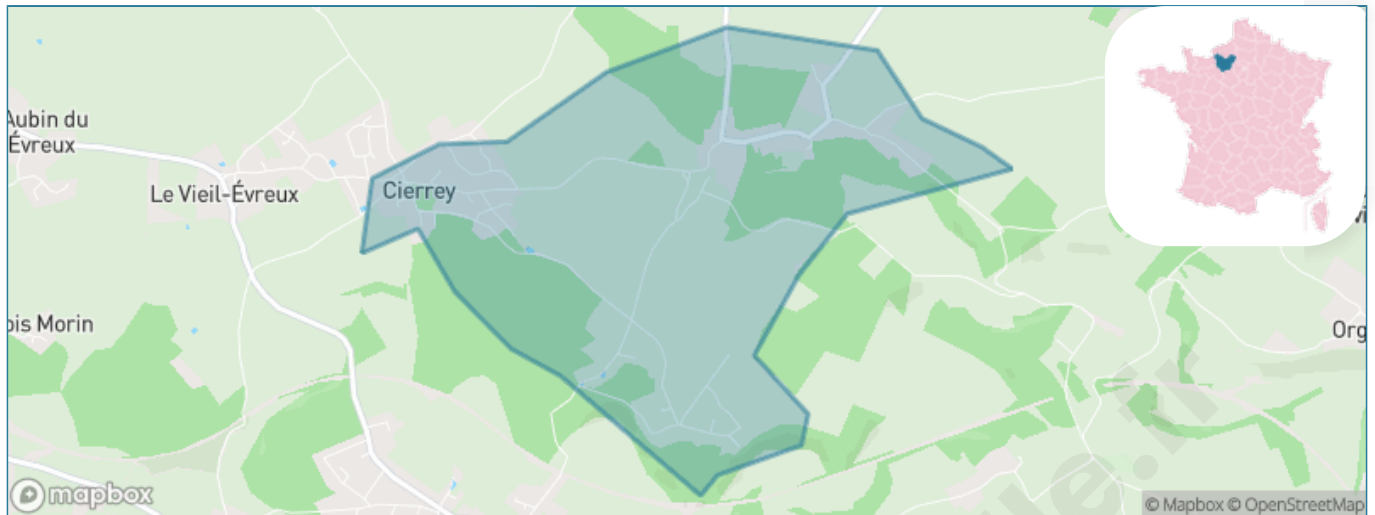 Aubin du
Évreux
Le Vieil-Évreux
Cierrey
ois Morin
Org
mapbox
© Mapbox © OpenStreetMap